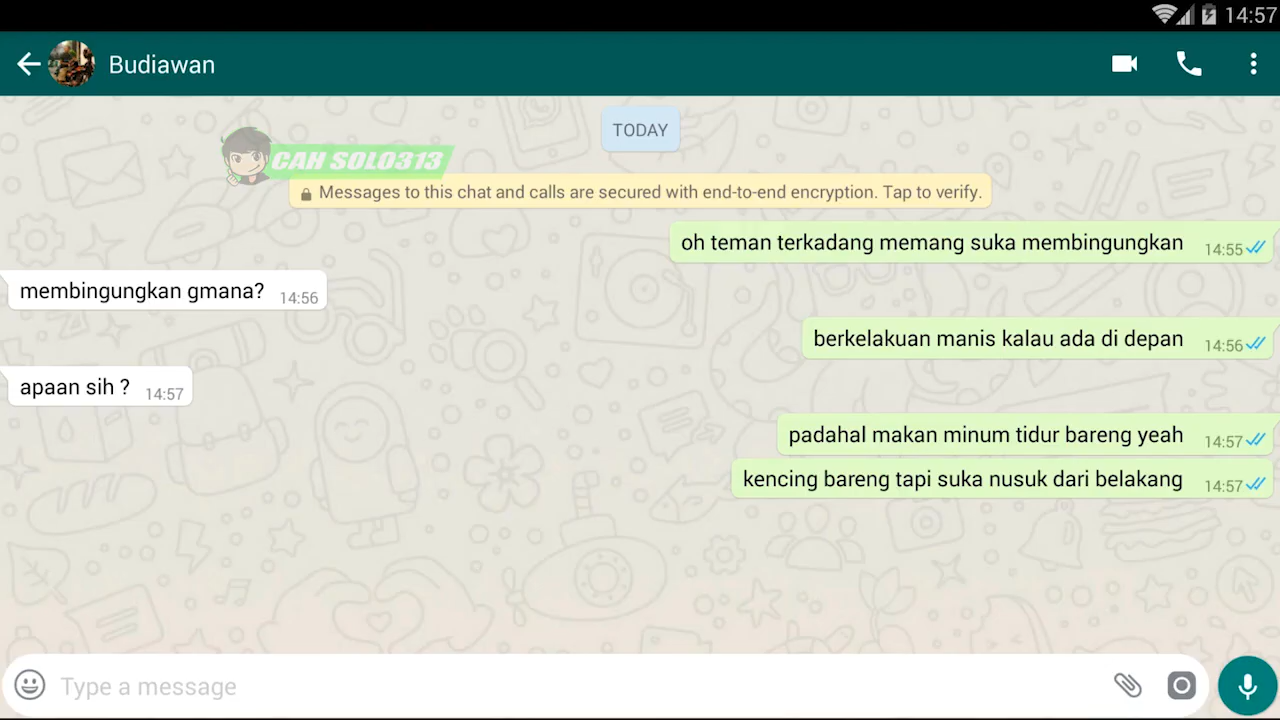 14:57
Budiawan
TODAY
CAH SOLO313
Messages to this chat and calls are secured with end-to-end encryption. Tap to verify.
oh teman terkadang memang suka membingungkan 14:55
membingungkan gmana? 14:56
berkelakuan manis kalau ada di depan 14:56
apaan sih ? 14:57
padahal makan minum tidur bareng yeah 14:57
kencing bareng tapi suka nusuk dari belakang 14:57
Type a message